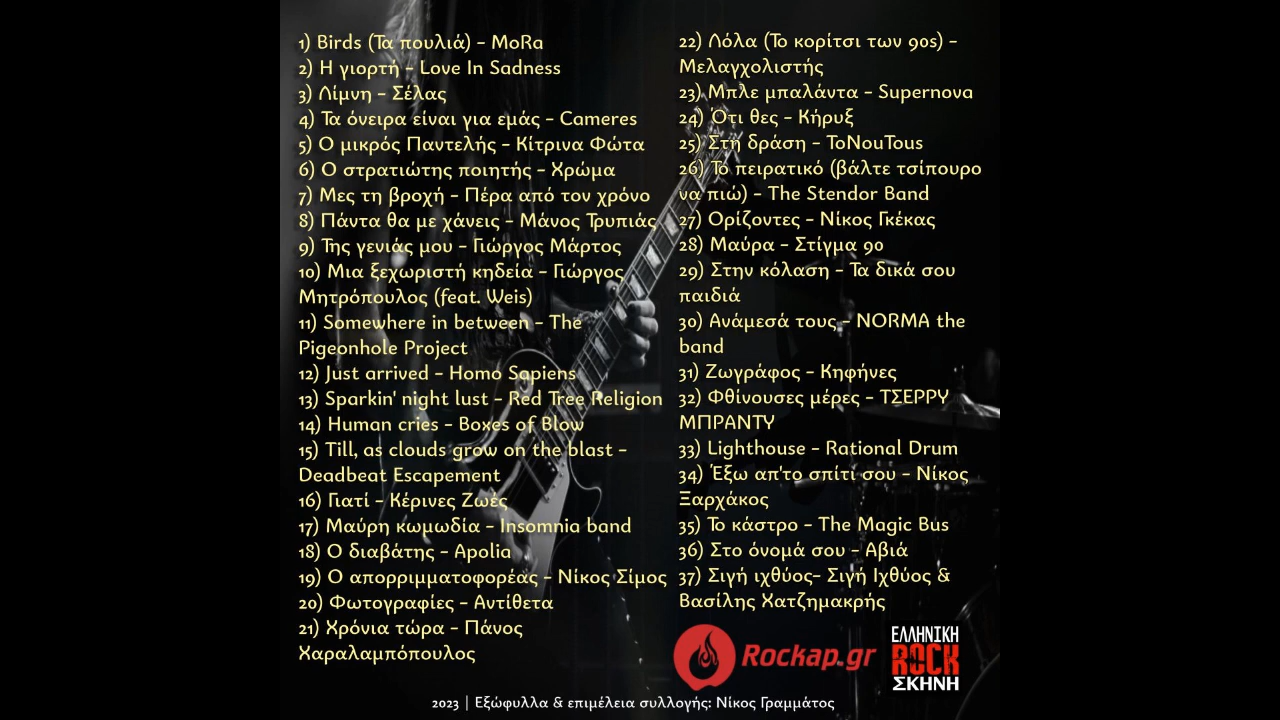 1) Birds (Τα πουλιά) - MoRa
2) Η γιορτή - Love In Sadness
3) Λίμνη - Σέλας
4) Τα όνειρα είναι για εμάς - Cameres
5) Ο μικρός Παντελής - Κίτρινα Φώτα
6) Ο στρατιώτης ποιητής - Χρώμα
7) Μες τη βροχή - Πέρα από τον χρόνο
8) Πάντα θα με χάνεις - Μάνος Τρυπιάς
9) Της γενιάς μου - Γιώργος Μάρτος
10) Μια ξεχωριστή κηδεία - Γιώργος
Μητρόπουλος (feat. Weis)
11) Somewhere in between - The
Pigeonhole Project
12) Just arrived - Homo Sapiens
13) Sparkin' night lust - Red Tree Religion
14) Human cries - Boxes of Blow
15) Till, as clouds grow on the blast -
Deadbeat Escapement
16) Γιατί - Κέρινες Ζωές
17) Μαύρη κωμωδία - Insomnia band
18) Ο διαβάτης - Apolia
19) Ο απορριμματοφορέας - Νίκος Σίμος
20) Φωτογραφίες - Αντίθετα
21) Χρόνια τώρα - Πάνος
Χαραλαμπόπουλος
22) Λόλα (Το κορίτσι των 90s) -
Μελαγχολιστής
23) Μπλε μπαλάντα - Supernova
24) Ότι θες - Κήρυξ
25) Στη δράση - ToNouTous
26) Το πειρατικό (βάλτε τσίπουρο
να πιώ) - The Stendor Band
27) Ορίζοντες - Νίκος Γκέκας
28) Μαύρα - Στίγμα 90
29) Στην κόλαση - Τα δικά σου
παιδιά
30) Ανάμεσά τους - NORMA the
band
31) Ζωγράφος - Κηφήνες
32) Φθίνουσες μέρες - ΤΣΕΡΡΥ
ΜΠΡΑΝΤΥ
33) Lighthouse - Rational Drum
34) Έξω απ'το σπίτι σου - Νίκος
Ξαρχάκος
35) Το κάστρο - The Magic Bus
36) Στο όνομά σου - Αβιά
37) Σιγή ιχθύος- Σιγή Ιχθύος &
Βασίλης Χατζημακρής
Rockap.gr
ΕΛΛΗΝΙΚΗ
ROCK
ΣΚΗΝΗ
2023 | Εξώφυλλα & επιμέλεια συλλογής: Νίκος Γραμμάτος